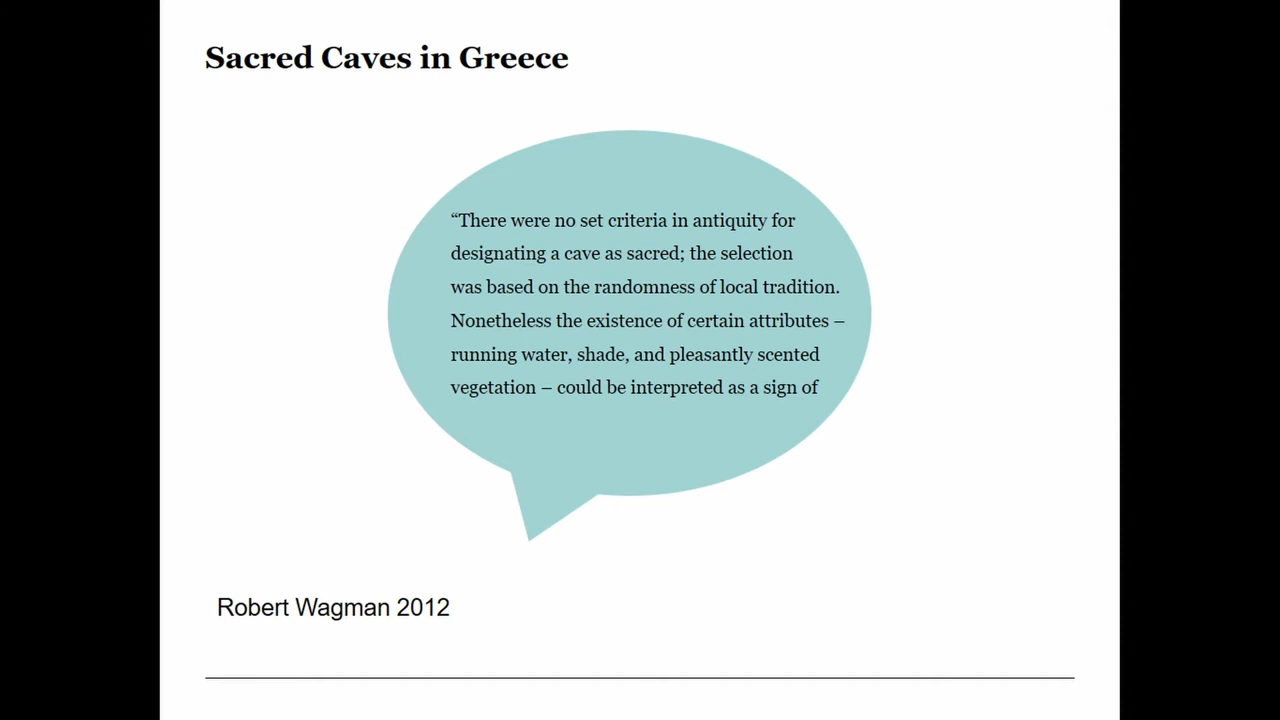 Sacred Caves in Greece
“There were no set criteria in antiquity for
designating a cave as sacred; the selection
was based on the randomness of local tradition.
Nonetheless the existence of certain attributes –
running water, shade, and pleasantly scented
vegetation – could be interpreted as a sign of
Robert Wagman 2012